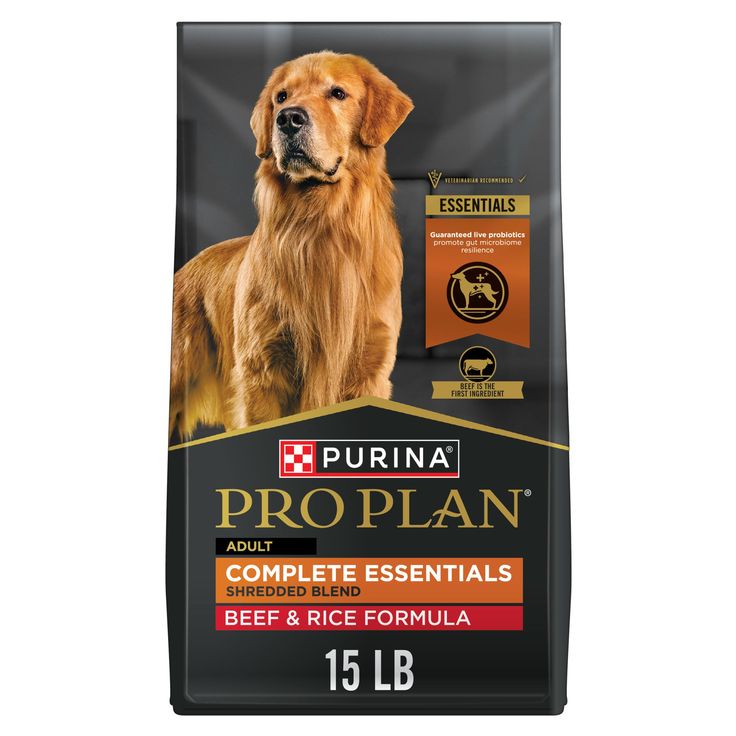 VETERINARIAN RECOMMENDED
ESSENTIALS
Guaranteed live probiotics
promote gut microbiome
resilience
BEEF IS THE
FIRST INGREDIENT
PURINA®
PRO PLAN®
ADULT
COMPLETE ESSENTIALS
SHREDDED BLEND
BEEF & RICE FORMULA
15 LB